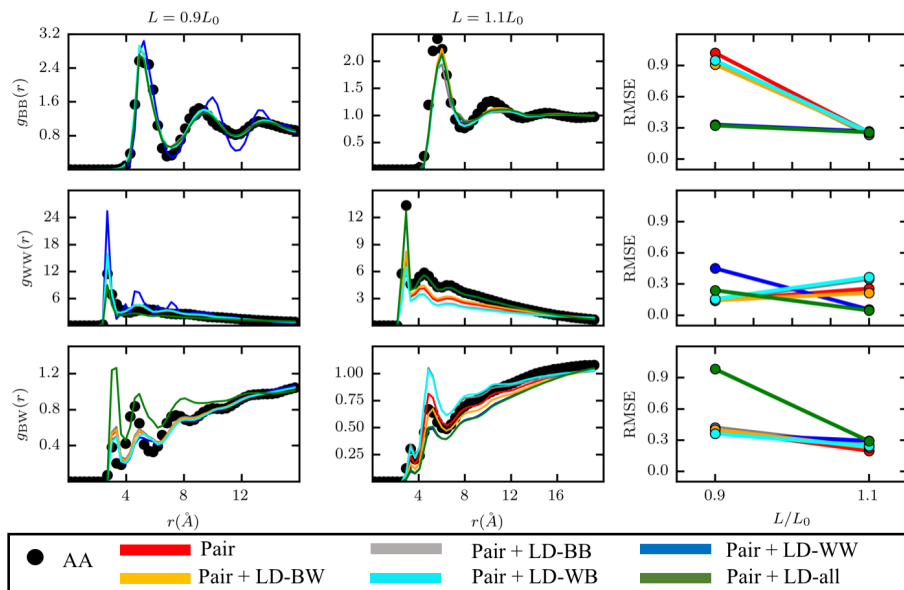 L = 0.9L₀
L = 1.1L₀
g_BB(r)
3.2
2.4
1.6
0.8
2.0
1.5
1.0
0.5
RMSE
0.9
0.6
0.3
0.0
g_WW(r)
24
18
12
6
12
9
6
3
RMSE
0.9
0.6
0.3
0.0
g_BW(r)
1.2
0.8
0.4
1.00
0.75
0.50
0.25
RMSE
0.9
0.6
0.3
0.0
4 8 12
4 8 12 16
0.9 1.1
r(Å)
r(Å)
L/L₀
AA
Pair
Pair + LD-BB
Pair + LD-WW
Pair + LD-BW
Pair + LD-WB
Pair + LD-all